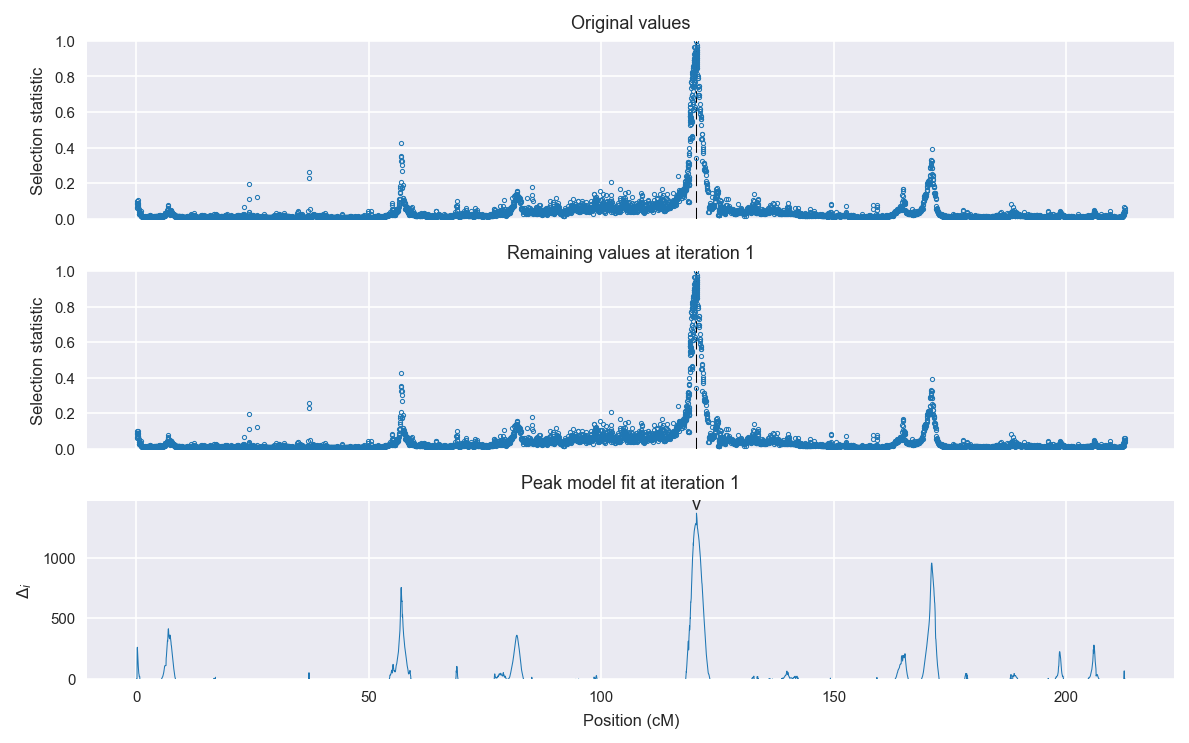 Original values
1.0
0.8
0.6
0.4
0.2
0.0
Selection statistic
Remaining values at iteration 1
1.0
0.8
0.6
0.4
0.2
0.0
Selection statistic
Peak model fit at iteration 1
v
1000
500
0
Δi
0 50 100 150 200
Position (cM)